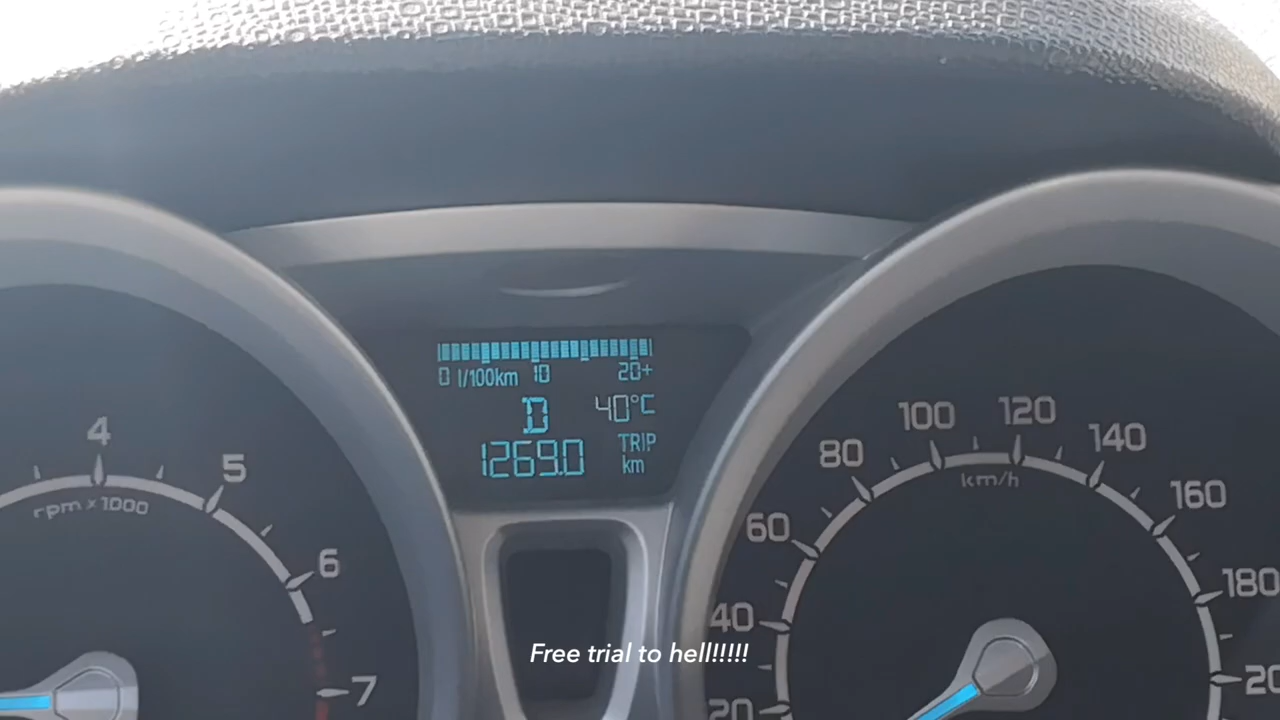 0 l/100km 10 20+
D 40°C
1269.0 TRIP
km
4
5
6
7
rpm x 1000
20
40
60
80
100
120
140
160
180
km/h
Free trial to hell!!!!!